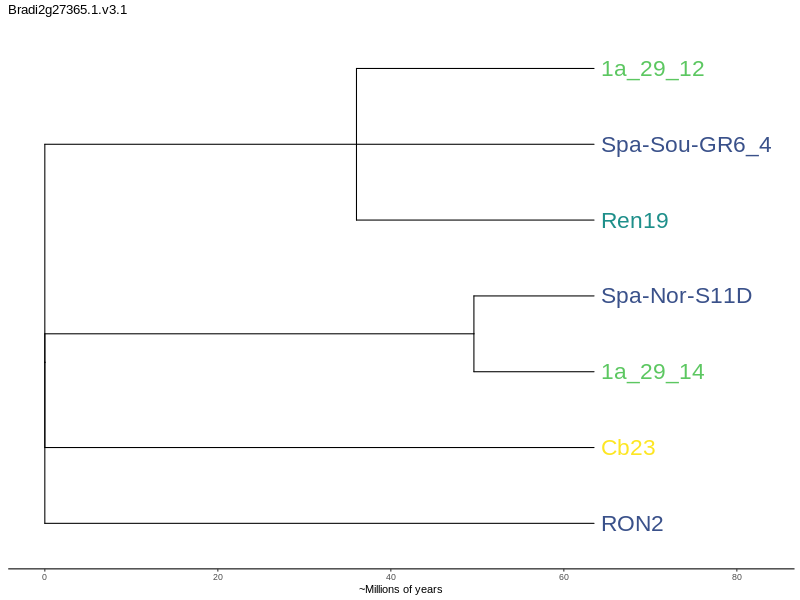 Bradi2g27365.1.v3.1
1a_29_12
Spa-Sou-GR6_4
Ren19
Spa-Nor-S11D
1a_29_14
Cb23
RON2
0 20 40 60 80
~Millions of years